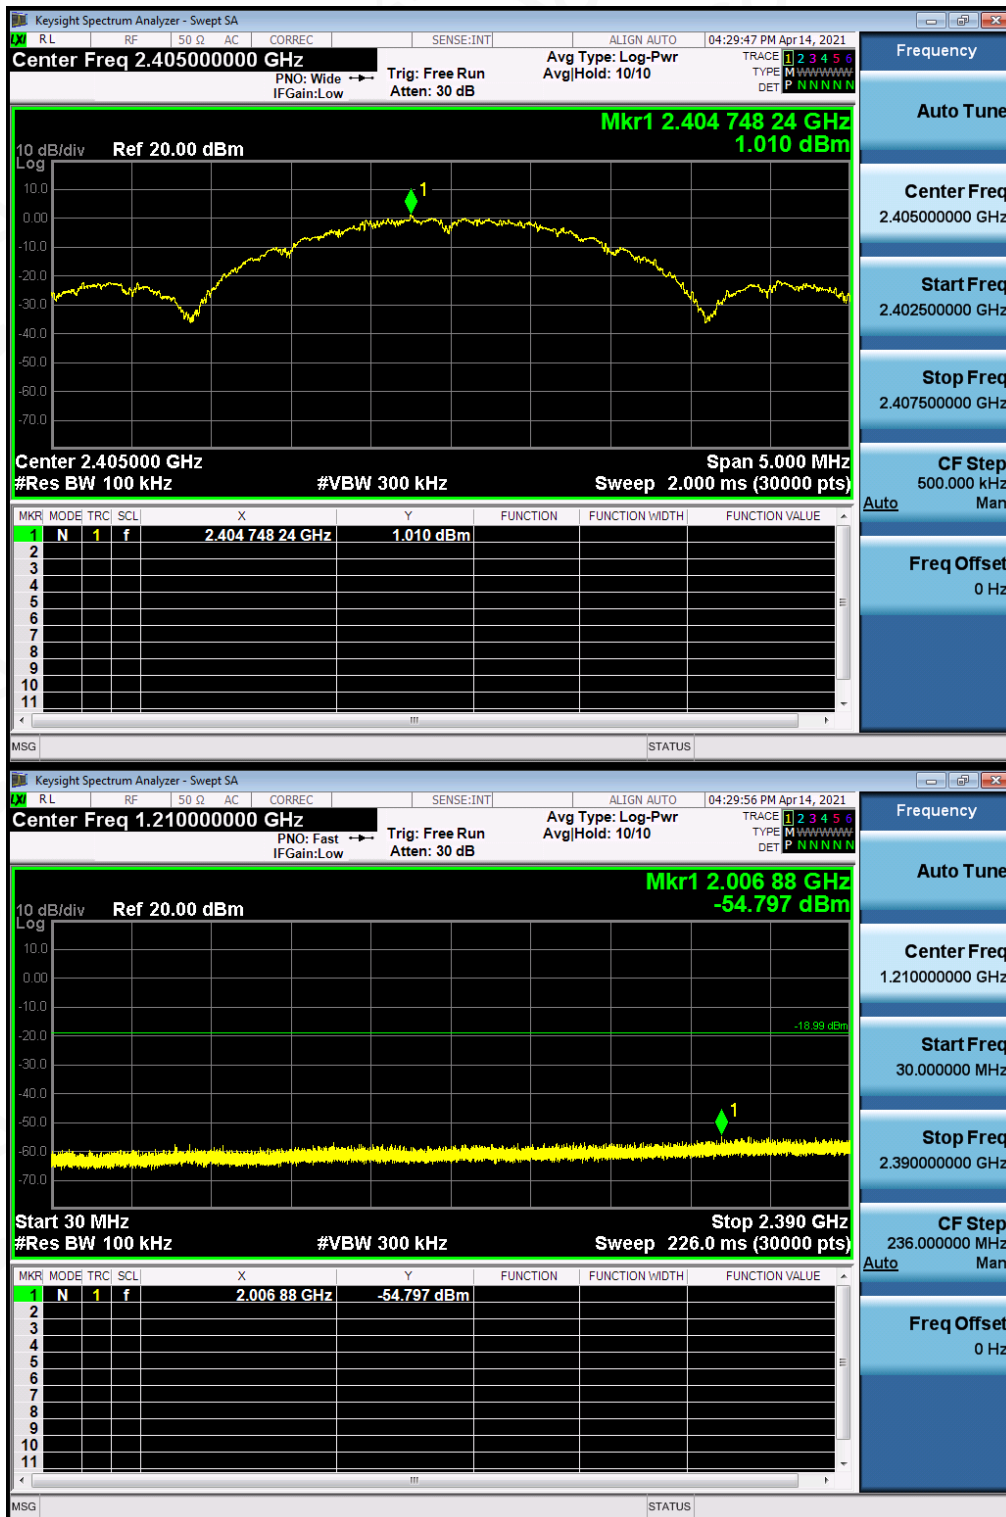 Keysight Spectrum Analyzer - Swept SA
LXI RL RF 50 Ω AC CORREC SENSE:INT ALIGN AUTO 04:29:47 PM Apr 14, 2021
Center Freq 2.405000000 GHz Avg Type: Log-Pwr TRACE 1 2 3 4 5 6
PNO: Wide Trig: Free Run Avg|Hold: 10/10 TYPE M WWWWW
IFGain:Low Atten: 30 dB DET P N N N N N
Mkr1 2.404 748 24 GHz
10 dB/div Ref 20.00 dBm 1.010 dBm
Log
10.0
1
0.00
-10.0
-20.0
-30.0
-40.0
-50.0
-60.0
-70.0
Center 2.405000 GHz Span 5.000 MHz
#Res BW 100 kHz #VBW 300 kHz Sweep 2.000 ms (30000 pts)
MKR MODE TRC SCL X Y FUNCTION FUNCTION WIDTH FUNCTION VALUE
1 N 1 f 2.404 748 24 GHz 1.010 dBm
2
3
4
5
6
7
8
9
10
11
MSG STATUS
Frequency
Auto Tune
Center Freq
2.405000000 GHz
Start Freq
2.402500000 GHz
Stop Freq
2.407500000 GHz
CF Step
500.000 kHz
Auto Man
Freq Offset
0 Hz
Keysight Spectrum Analyzer - Swept SA
LXI RL RF 50 Ω AC CORREC SENSE:INT ALIGN AUTO 04:29:56 PM Apr 14, 2021
Center Freq 1.210000000 GHz Avg Type: Log-Pwr TRACE 1 2 3 4 5 6
PNO: Fast Trig: Free Run Avg|Hold: 10/10 TYPE M WWWWW
IFGain:Low Atten: 30 dB DET P N N N N N
Mkr1 2.006 88 GHz
10 dB/div Ref 20.00 dBm -54.797 dBm
Log
10.0
0.00
-10.0
-18.99 dBm
-20.0
-30.0
-40.0
1
-50.0
-60.0
-70.0
Start 30 MHz Stop 2.390 GHz
#Res BW 100 kHz #VBW 300 kHz Sweep 226.0 ms (30000 pts)
MKR MODE TRC SCL X Y FUNCTION FUNCTION WIDTH FUNCTION VALUE
1 N 1 f 2.006 88 GHz -54.797 dBm
2
3
4
5
6
7
8
9
10
11
MSG STATUS
Frequency
Auto Tune
Center Freq
1.210000000 GHz
Start Freq
30.000000 MHz
Stop Freq
2.390000000 GHz
CF Step
236.000000 MHz
Auto Man
Freq Offset
0 Hz